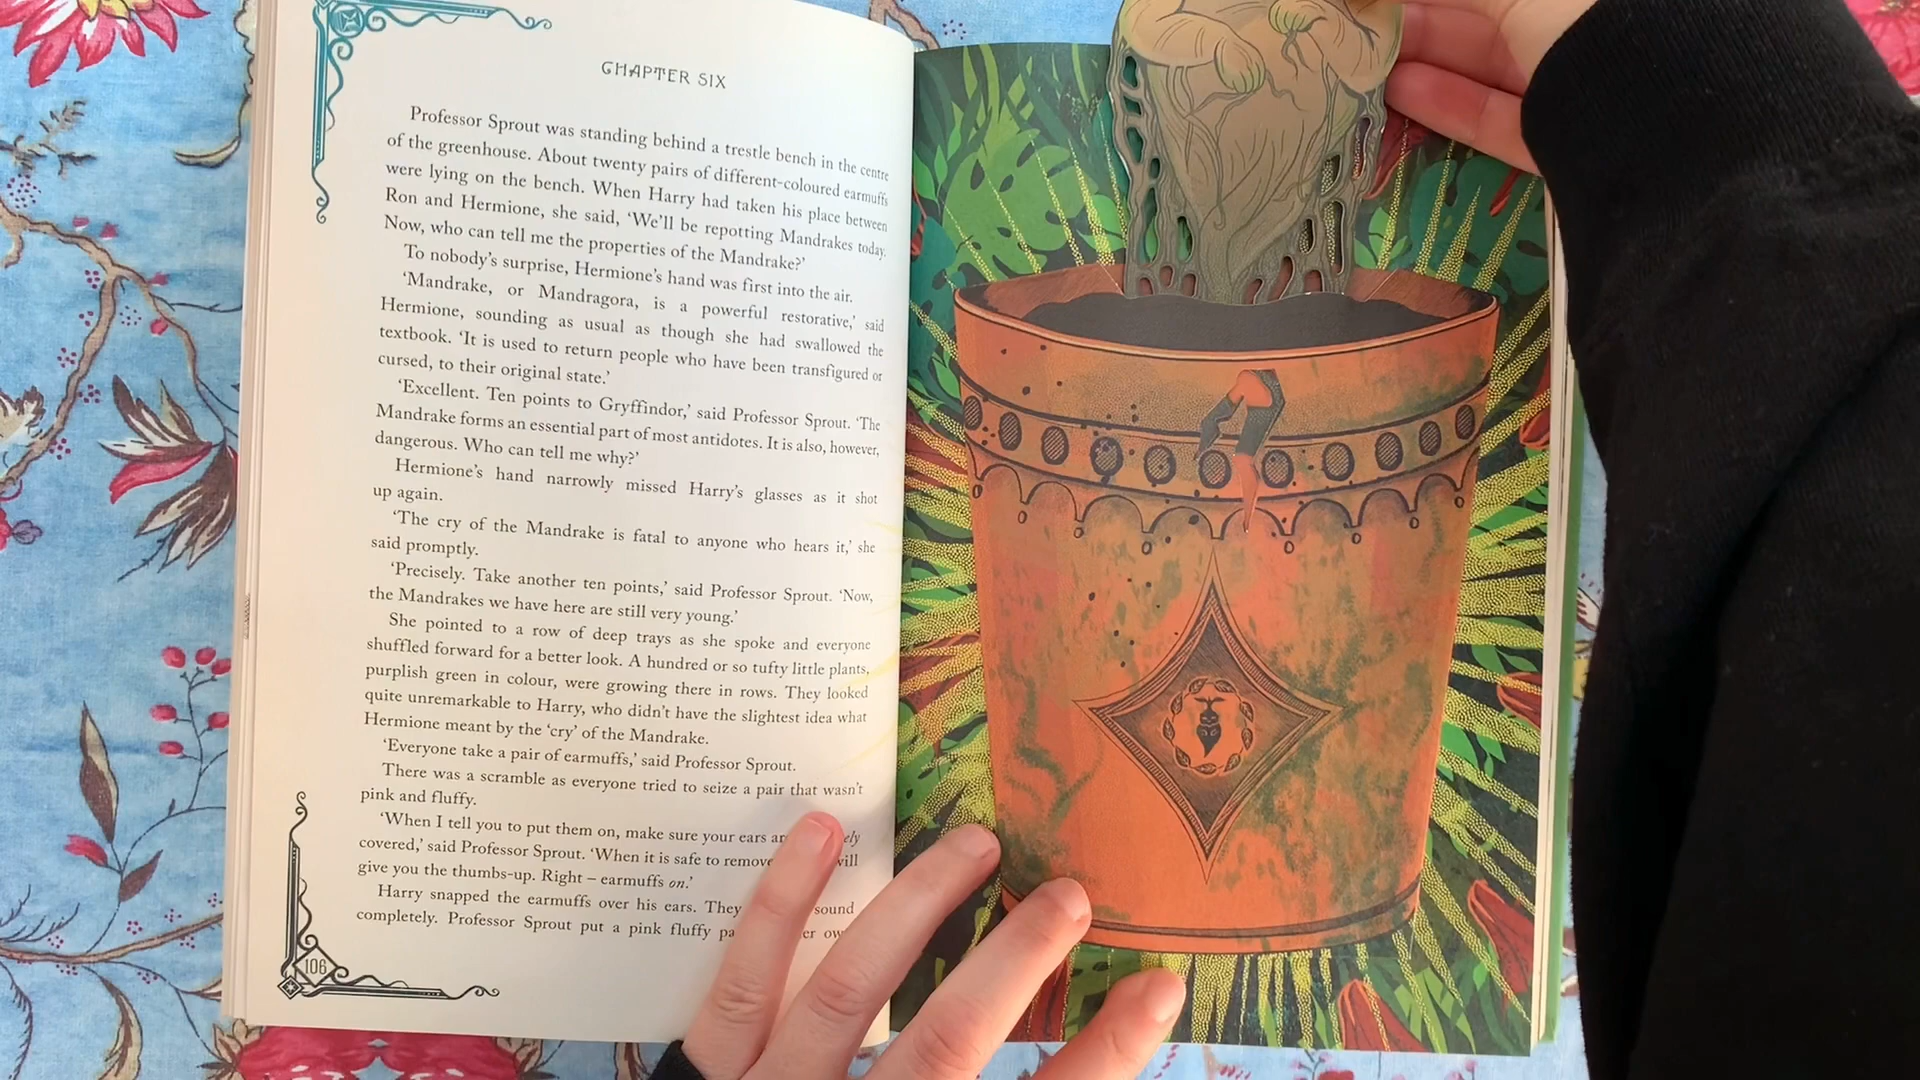 CHAPTER SIX
Professor Sprout was standing behind a trestle bench in the centre
of the greenhouse. About twenty pairs of different-coloured earmuffs
were lying on the bench. When Harry had taken his place between
Ron and Hermione, she said, ‘We’ll be repotting Mandrakes today.
Now, who can tell me the properties of the Mandrake?’
To nobody’s surprise, Hermione’s hand was first into the air.
‘Mandrake, or Mandragora, is a powerful restorative,’ said
Hermione, sounding as usual as though she had swallowed the
textbook. ‘It is used to return people who have been transfigured or
cursed, to their original state.’
‘Excellent. Ten points to Gryffindor,’ said Professor Sprout. ‘The
Mandrake forms an essential part of most antidotes. It is also, however,
dangerous. Who can tell me why?’
Hermione’s hand narrowly missed Harry’s glasses as it shot
up again.
‘The cry of the Mandrake is fatal to anyone who hears it,’ she
said promptly.
‘Precisely. Take another ten points,’ said Professor Sprout. ‘Now,
the Mandrakes we have here are still very young.’
She pointed to a row of deep trays as she spoke and everyone
shuffled forward for a better look. A hundred or so tufty little plants,
purplish green in colour, were growing there in rows. They looked
quite unremarkable to Harry, who didn’t have the slightest idea what
Hermione meant by the ‘cry’ of the Mandrake.
‘Everyone take a pair of earmuffs,’ said Professor Sprout.
There was a scramble as everyone tried to seize a pair that wasn’t
pink and fluffy.
‘When I tell you to put them on, make sure your ears are ely
covered,’ said Professor Sprout. ‘When it is safe to remove will
give you the thumbs-up. Right – earmuffs on.’
Harry snapped the earmuffs over his ears. They sound
completely. Professor Sprout put a pink fluffy pa er ow
106